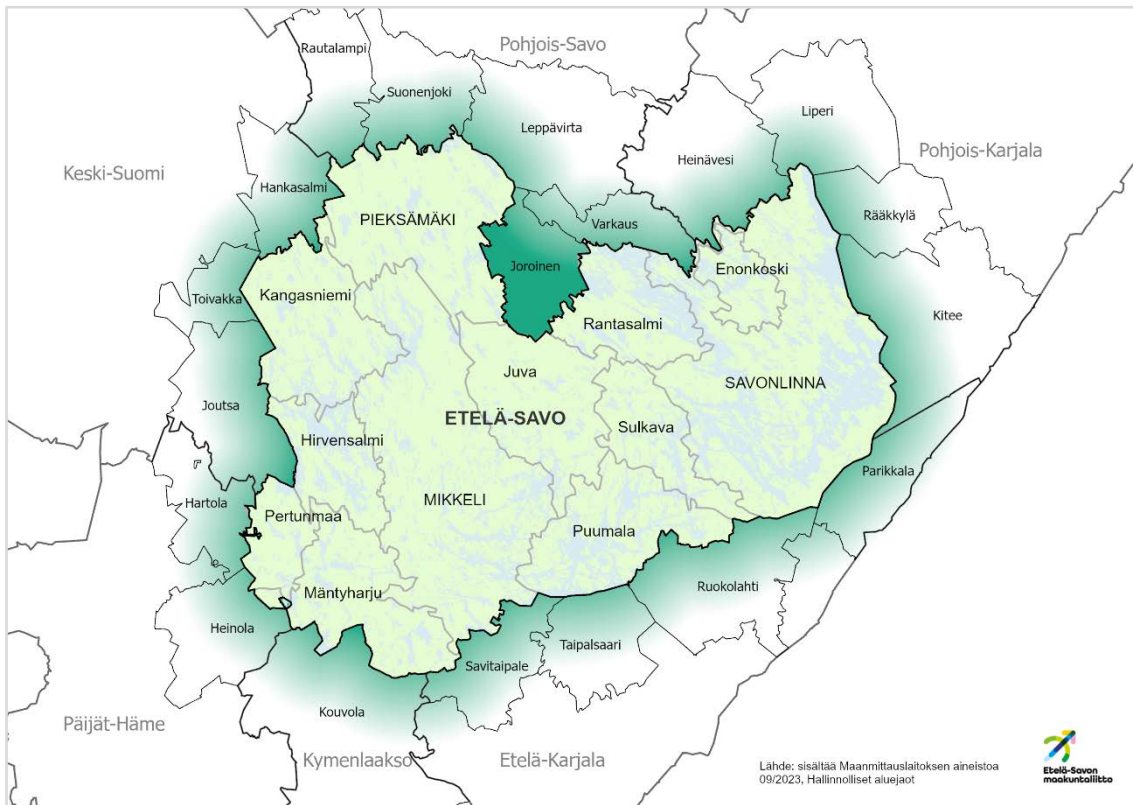 Rautalampi
Pohjois-Savo
Suonenjoki
Leppävirta
Liperi
Heinävesi
Pohjois-Karjala
Keski-Suomi
Hankasalmi
PIEKSÄMÄKI
Varkaus
Rääkkylä
Joroinen
Enonkoski
Toivakka
Kangasniemi
Rantasalmi
Kitee
Juva
SAVONLINNA
Joutsa
ETELÄ-SAVO
Sulkava
Hirvensalmi
Parikkala
MIKKELI
Hartola
Pertunmaa
Puumala
Ruokolahti
Mäntyharju
Heinola
Taipalsaari
Savitaipale
Kouvola
Päijät-Häme
Kymenlaakso
Etelä-Karjala
Lähde: sisältää Maanmittauslaitoksen aineistoa
09/2023, Hallinnolliset aluejaot
Etelä-Savon
maakuntaliitto